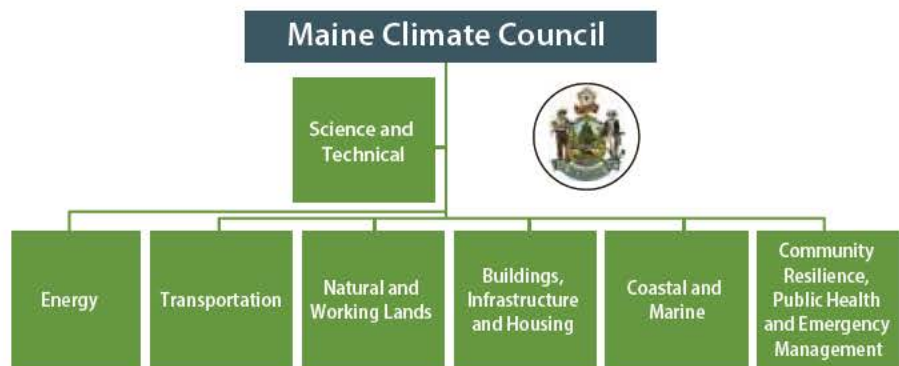 Maine Climate Council
Science and
Technical
Energy
Transportation
Natural and
Working Lands
Buildings,
Infrastructure
and Housing
Coastal and
Marine
Community
Resilience,
Public Health
and Emergency
Management